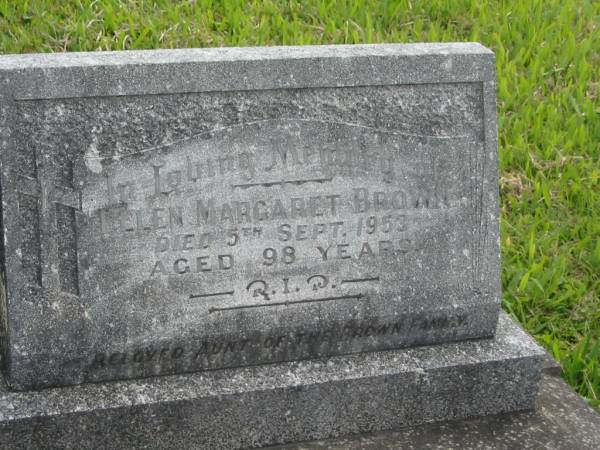 In Loving Memory of
ELLEN MARGARET BROWN
DIED 5TH SEPT. 1953
AGED 98 YEARS
R.I.P.
BELOVED AUNT OF THE BROWN FAMILY.